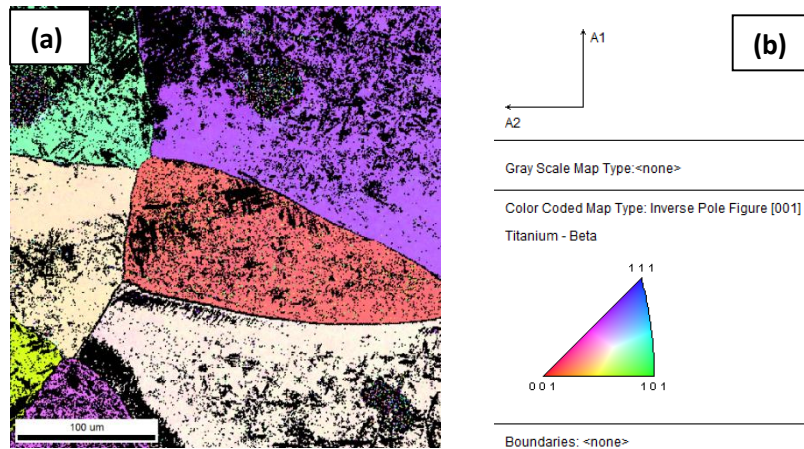 (a)
100 um
(b)
A1
A2
Gray Scale Map Type:<none>
Color Coded Map Type: Inverse Pole Figure [001]
Titanium - Beta
1 1 1
0 0 1
1 0 1
Boundaries: <none>